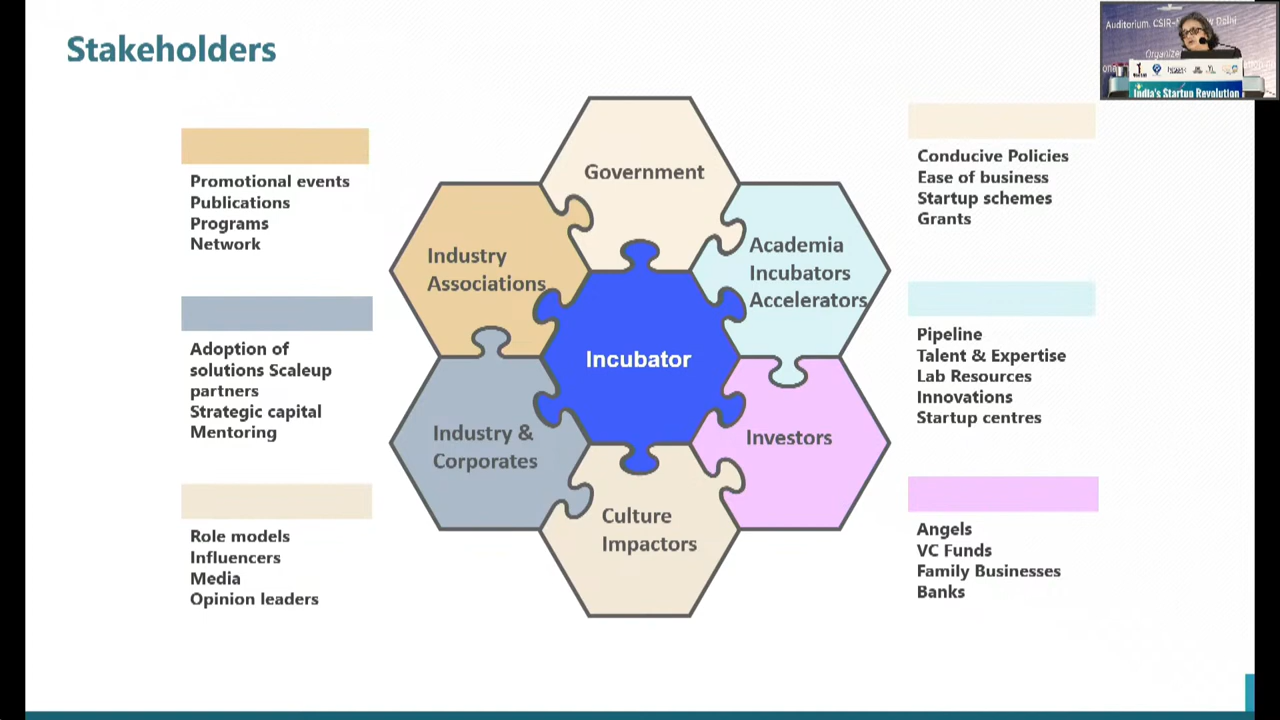 Stakeholders
Auditorium, CSIR-
Delhi
India's Startup Revolution
Promotional events
Publications
Programs
Network
Adoption of
solutions Scaleup
partners
Strategic capital
Mentoring
Role models
Influencers
Media
Opinion leaders
Government
Industry
Associations
Academia
Incubators
Accelerators
Incubator
Industry &
Corporates
Investors
Culture
Impactors
Conducive Policies
Ease of business
Startup schemes
Grants
Pipeline
Talent & Expertise
Lab Resources
Innovations
Startup centres
Angels
VC Funds
Family Businesses
Banks